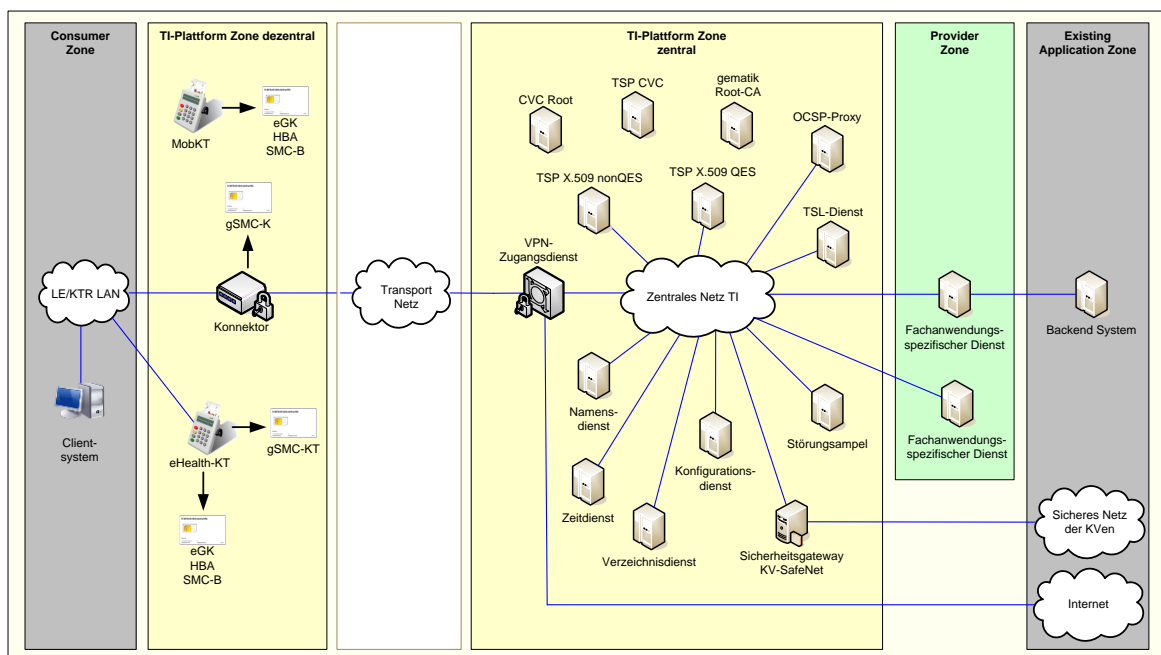 Consumer
Zone
TI-Plattform Zone dezentral
TI-Plattform Zone
zentral
Provider
Zone
Existing
Application Zone
MobKT
eGK
HBA
SMC-B
gSMC-K
LE/KTR LAN
Konnektor
Client-
system
eHealth-KT
gSMC-KT
eGK
HBA
SMC-B
Transport
Netz
CVC Root
TSP CVC
gematik
Root-CA
OCSP-Proxy
TSP X.509 nonQES
TSP X.509 QES
TSL-Dienst
VPN-
Zugangsdienst
Zentrales Netz TI
Namens-
dienst
Zeitdienst
Verzeichnisdienst
Konfigurations-
dienst
Störungsampel
Sicherheitsgateway
KV-SafeNet
Fachanwendungs-
spezifischer Dienst
Fachanwendungs-
spezifischer Dienst
Backend System
Sicheres Netz
der KVen
Internet